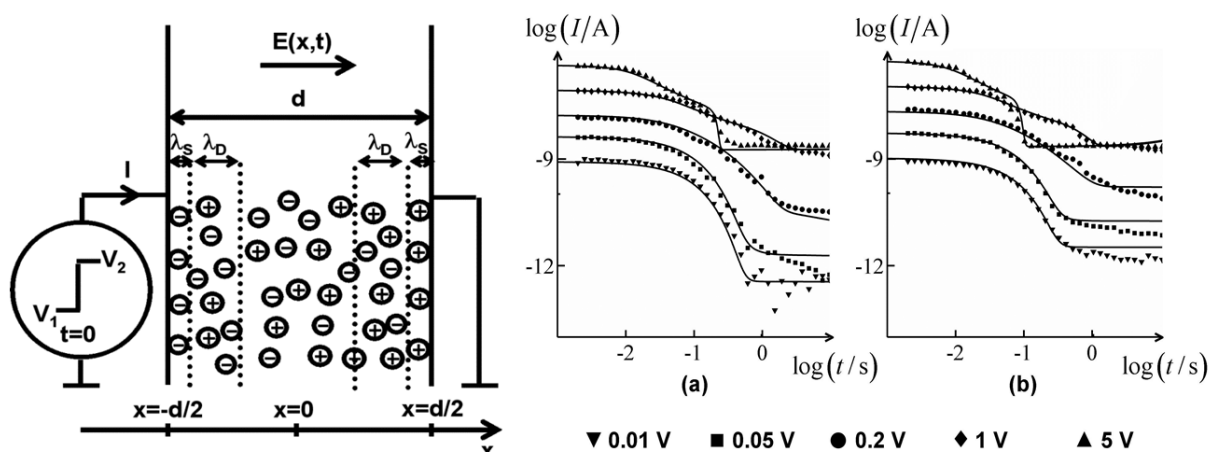 E(x,t)
d
λS λD λD λS
I
V2
V1
t=0
x=-d/2 x=0 x=d/2
x
log(I/A)
-9
-12
-2 -1 0
log(t/s)
(a)
log(I/A)
-9
-12
-2 -1 0
log(t/s)
(b)
▼ 0.01 V ■ 0.05 V ● 0.2 V ♦ 1 V ▲ 5 V